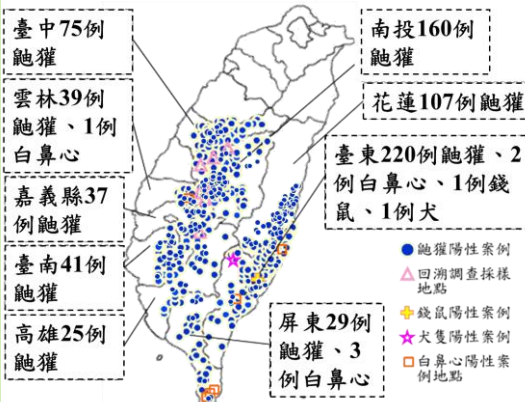 臺中75例
鼬獾
南投160例
鼬獾
雲林39例
鼬獾、1例
白鼻心
花蓮107例鼬獾
臺東220例鼬獾、2
例白鼻心、1例錢
鼠、1例犬
嘉義縣37
例鼬獾
臺南41例
鼬獾
高雄25例
鼬獾
屏東29例
鼬獾、3
例白鼻心
鼬獾陽性案例
回溯調查採樣
地點
錢鼠陽性案例
犬隻陽性案例
白鼻心陽性案
例地點